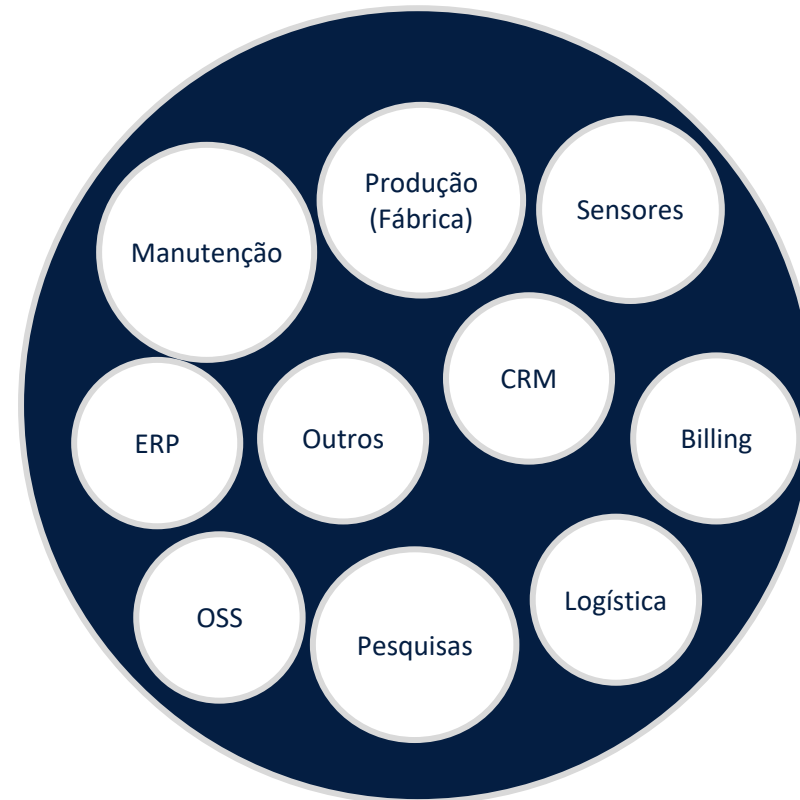 Produção
(Fábrica)
Sensores
Manutenção
CRM
ERP
Outros
Billing
OSS
Pesquisas
Logística